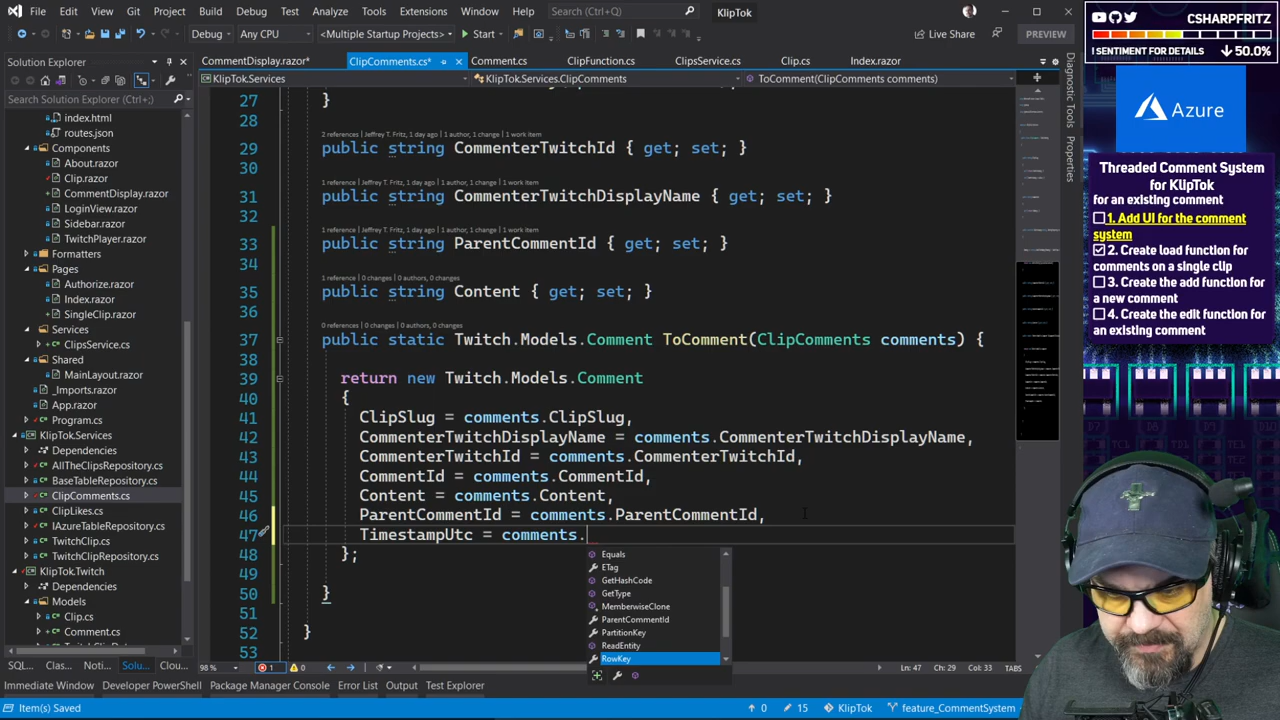 File Edit View Git Project Build Debug Test Analyze Tools Extensions Window Help Search (Ctrl+Q) KlipTok
Debug Any CPU <Multiple Startup Projects> Start Live Share PREVIEW
Solution Explorer
Search Solution Explorer (Ctrl+;)
index.html
routes.json
Components
About.razor
Clip.razor
CommentDisplay.razor
LoginView.razor
Sidebar.razor
TwitchPlayer.razor
Formatters
Pages
Authorize.razor
Index.razor
SingleClip.razor
Services
ClipsService.cs
Shared
MainLayout.razor
_Imports.razor
App.razor
Program.cs
KlipTok.Services
Dependencies
AllTheClipsRepository.cs
BaseTableRepository.cs
ClipComments.cs
ClipLikes.cs
IAzureTableRepository.cs
TwitchClip.cs
TwitchClipRepository.cs
KlipTok.Twitch
Dependencies
Models
Clip.cs
Comment.cs
SQL... Clas... Noti... Solu... Clou...
CommentDisplay.razor* ClipComments.cs* Comment.cs ClipFunction.cs ClipsService.cs Clip.cs Index.razor
KlipTok.Services KlipTok.Services.ClipComments ToComment(ClipComments comments)
27 }
28
2 references | Jeffrey T. Fritz, 1 day ago | 1 author, 1 change | 1 work item
29 public string CommenterTwitchId { get; set; }
30
1 reference | Jeffrey T. Fritz, 1 day ago | 1 author, 1 change | 1 work item
31 public string CommenterTwitchDisplayName { get; set; }
32
1 reference | Jeffrey T. Fritz, 1 day ago | 1 author, 1 change | 1 work item
33 public string ParentCommentId { get; set; }
34
1 reference | 0 changes | 0 authors, 0 changes
35 public string Content { get; set; }
36
0 references | 0 changes | 0 authors, 0 changes
37 public static Twitch.Models.Comment ToComment(ClipComments comments) {
38
39 return new Twitch.Models.Comment
40 {
41 ClipSlug = comments.ClipSlug,
42 CommenterTwitchDisplayName = comments.CommenterTwitchDisplayName,
43 CommenterTwitchId = comments.CommenterTwitchId,
44 CommentId = comments.CommentId,
45 Content = comments.Content,
46 ParentCommentId = comments.ParentCommentId,
47 TimestampUtc = comments.
48 };
50 }
51
52 }
53
Equals
ETag
GetHashCode
GetType
MemberwiseClone
ParentCommentId
PartitionKey
ReadEntity
RowKey
98 % 1 0 Ln: 47 Ch: 29 Col: 33 TABS
Immediate Window Developer PowerShell Package Manager Console Error List Output Test Explorer
Item(s) Saved 0 15 KlipTok feature_CommentSystem
Diagnostic Tools
Properties
CSHARPFRITZ
! SENTIMENT FOR DETAILS 50.0%
Azure
Threaded Comment System
for KlipTok
for an existing comment
1. Add UI for the comment
system
2. Create load function for
comments on a single clip
3. Create the add function for
a new comment
4. Create the edit function for
an existing comment